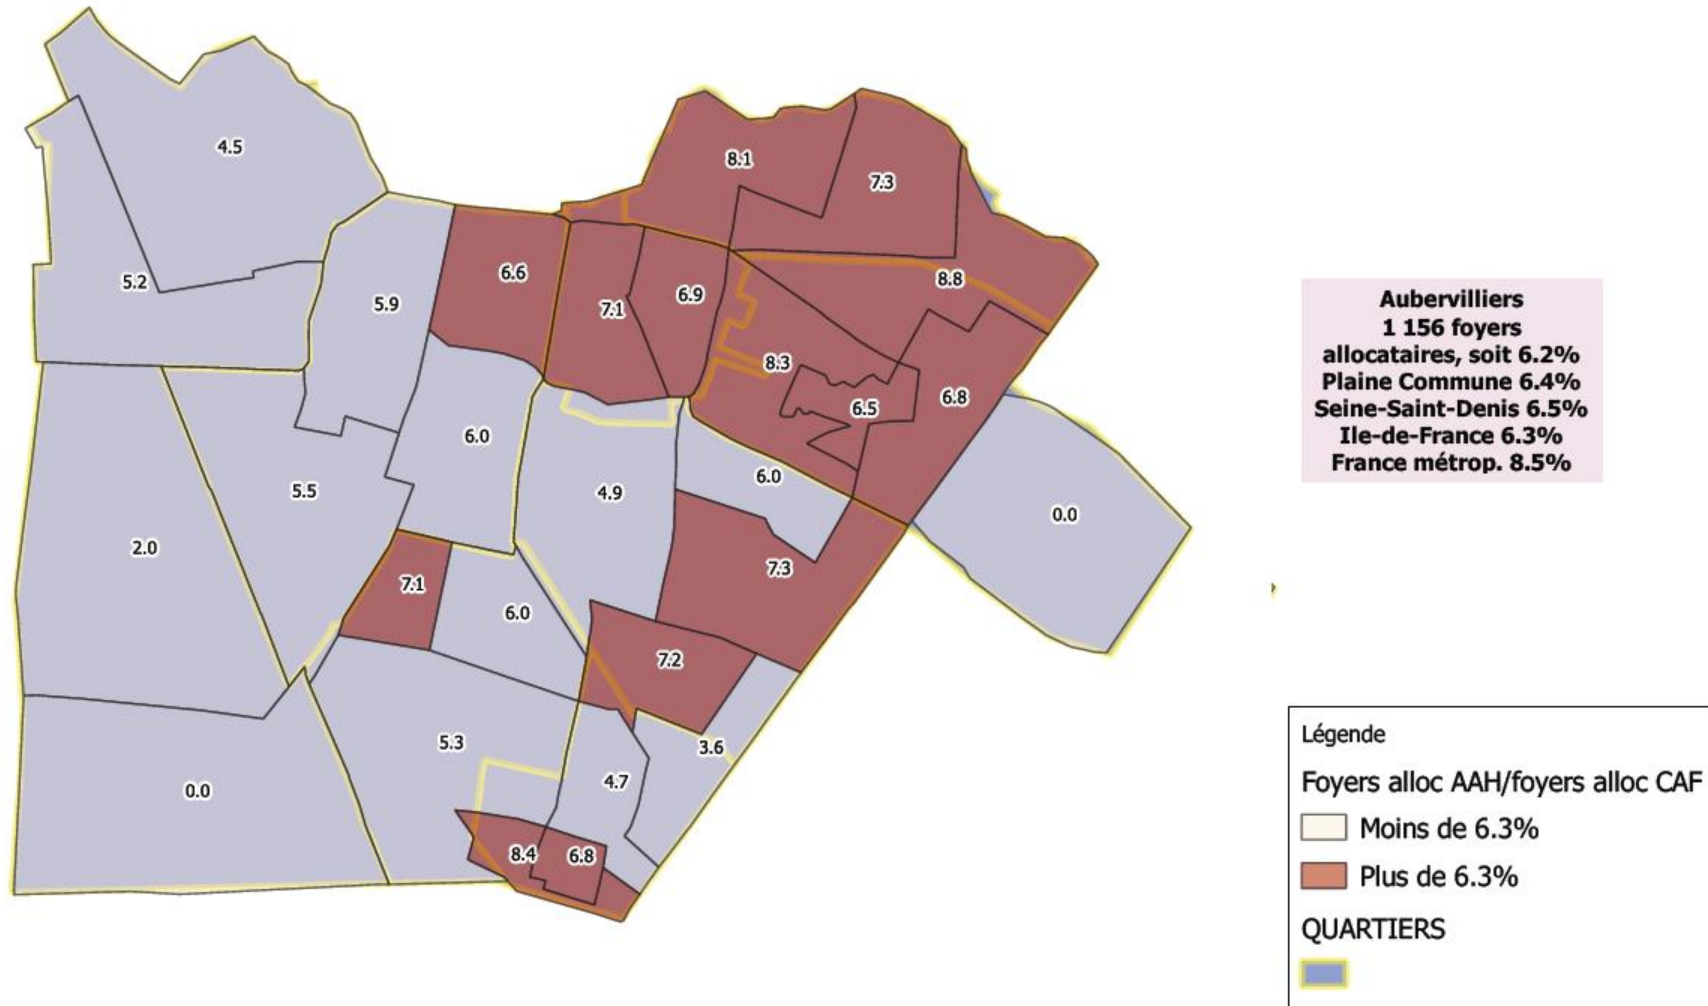 4.5
8.1
7.3
5.2
5.9
6.6
7.1
6.9
8.8
8.3
6.5
6.8
6.0
5.5
4.9
6.0
0.0
2.0
7.1
6.0
7.3
7.2
5.3
3.6
0.0
4.7
8.4
6.8
Aubervilliers
1 156 foyers
allocataires, soit 6.2%
Plaine Commune 6.4%
Seine-Saint-Denis 6.5%
Ile-de-France 6.3%
France métrop. 8.5%
Légende
Foyers alloc AAH/foyers alloc CAF
Moins de 6.3%
Plus de 6.3%
QUARTIERS